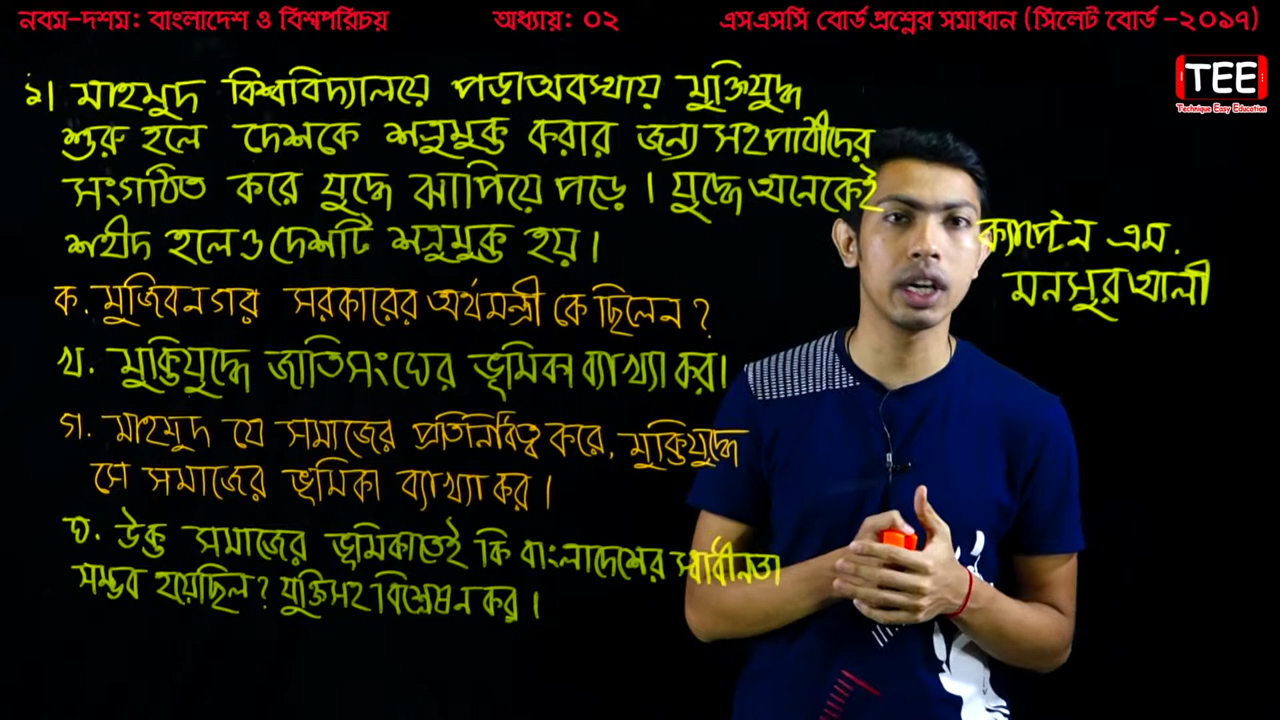 নবম-দশম: বাংলাদেশ ও বিশ্বপরিচয় অধ্যায়: ০২ এসএসসি বোর্ড প্রশ্নের সমাধান (সিলেট বোর্ড -২০১৭)
TEE
Technique Easy Education
১। মাহমুদ বিশ্ববিদ্যালয়ে পড়া অবস্থায় মুক্তিযুদ্ধে
শুরু হলে দেশকে শত্রুমুক্ত করার জন্য সহপাঠীদের
সংগঠিত করে যুদ্ধে ঝাপিয়ে পড়ে। যুদ্ধে অনেকেই
শহীদ হলেও দেশটি শত্রুমুক্ত হয়।
ক্যাপ্টেন এম.
মনসুর আলী
ক. মুজিবনগর সরকারের অর্থমন্ত্রী কে ছিলেন?
খ. মুক্তিযুদ্ধে জাতিসংঘের ভূমিকা ব্যাখ্যা কর।
গ. মাহমুদ যে সমাজের প্রতিনিধিত্ব করে, মুক্তিযুদ্ধে
সে সমাজের ভূমিকা ব্যাখ্যা কর।
ঘ. উক্ত সমাজের ভূমিকাতেই কি বাংলাদেশের স্বাধীনতা
সম্ভব হয়েছিল? যুক্তিসহ বিশ্লেষন কর।